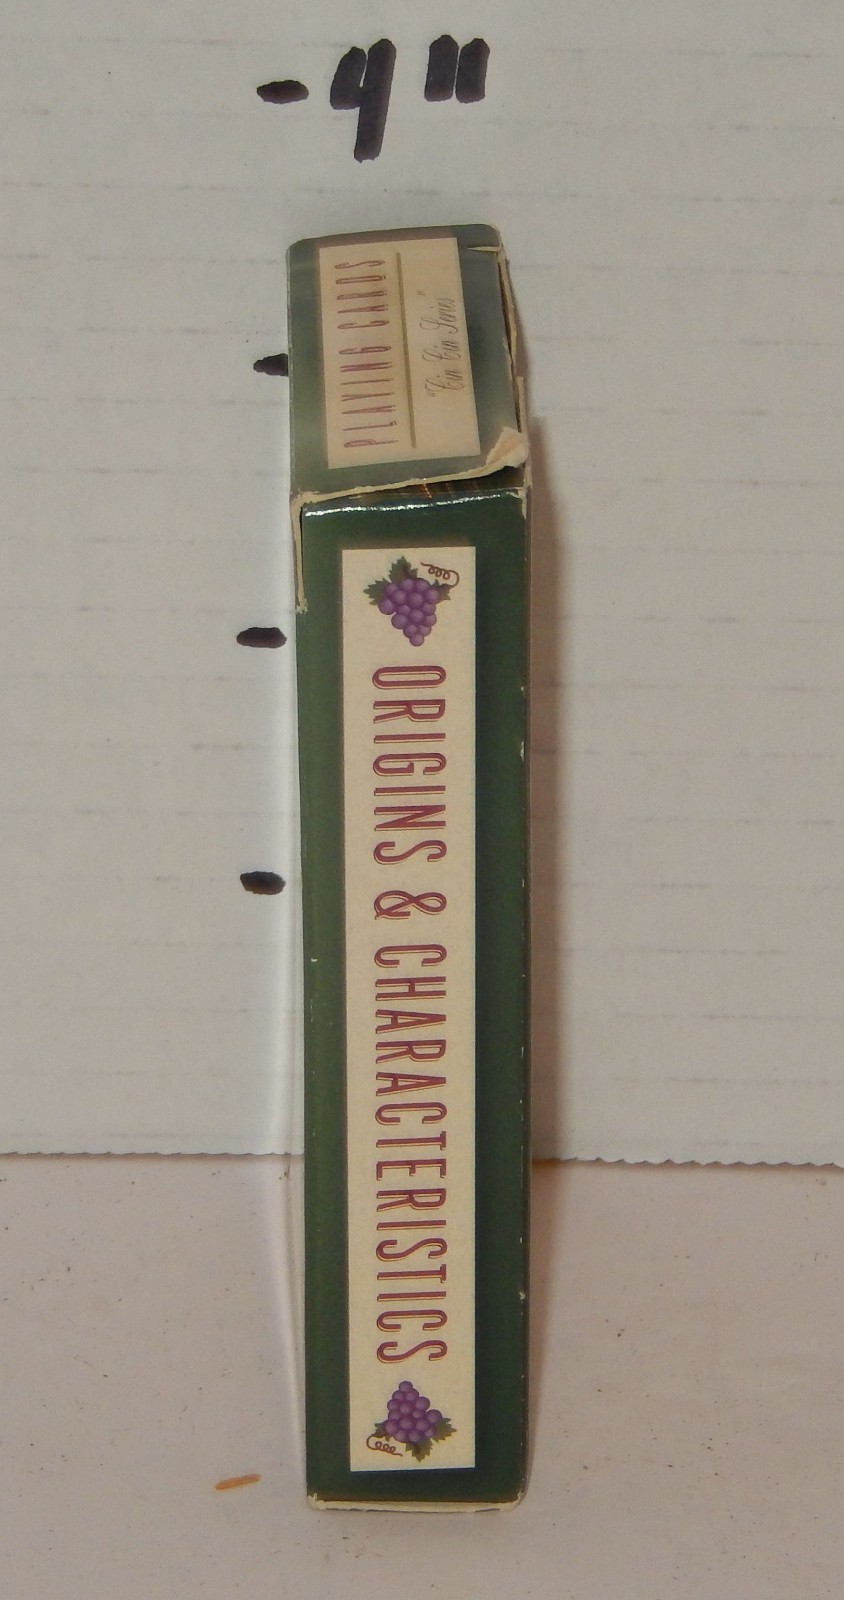 - 4"
PLAYING CARDS
"Cin Cin Series"
ORIGINS & CHARACTERISTICS